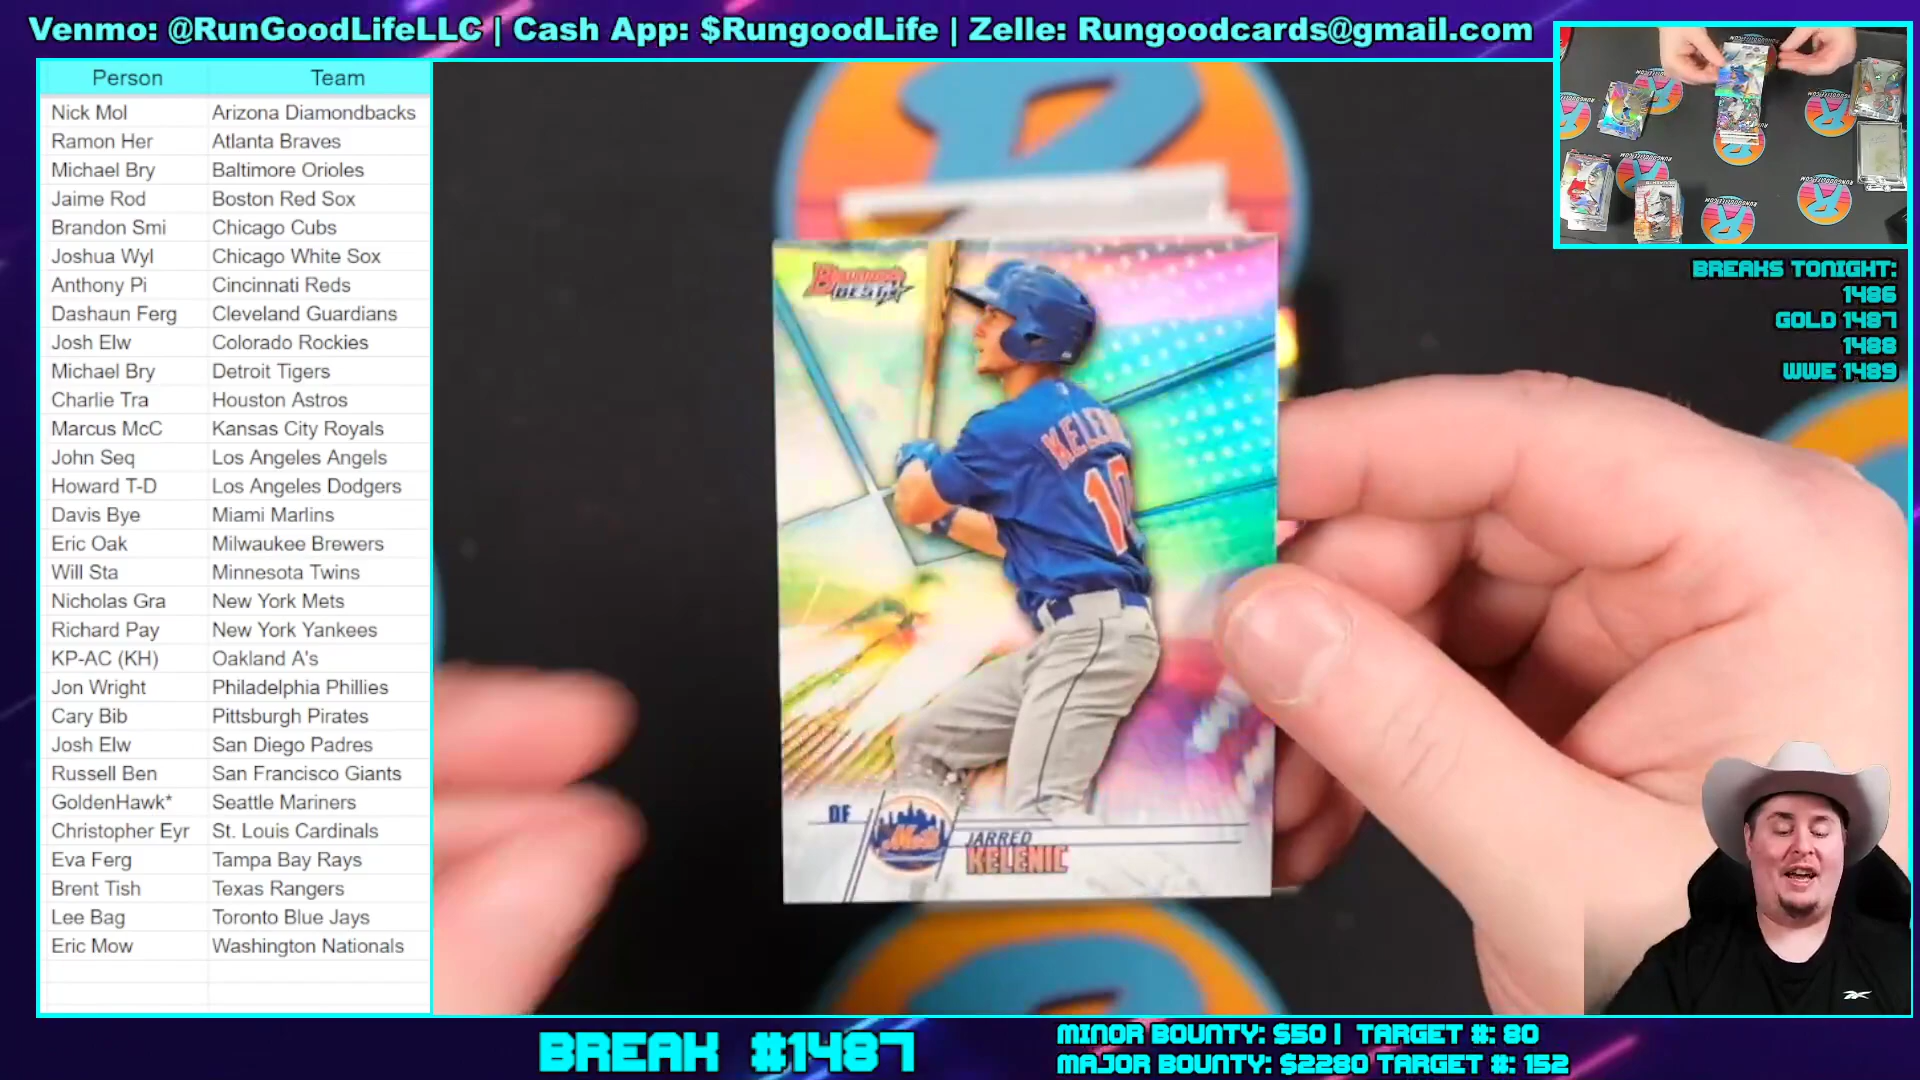 Venmo: @RunGoodLifeLLC | Cash App: $RungoodLife | Zelle: Rungoodcards@gmail.com
Person Team
Nick Mol Arizona Diamondbacks
Ramon Her Atlanta Braves
Michael Bry Baltimore Orioles
Jaime Rod Boston Red Sox
Brandon Smi Chicago Cubs
Joshua Wyl Chicago White Sox
Anthony Pi Cincinnati Reds
Dashaun Ferg Cleveland Guardians
Josh Elw Colorado Rockies
Michael Bry Detroit Tigers
Charlie Tra Houston Astros
Marcus McC Kansas City Royals
John Seq Los Angeles Angels
Howard T-D Los Angeles Dodgers
Davis Bye Miami Marlins
Eric Oak Milwaukee Brewers
Will Sta Minnesota Twins
Nicholas Gra New York Mets
Richard Pay New York Yankees
KP-AC (KH) Oakland A's
Jon Wright Philadelphia Phillies
Cary Bib Pittsburgh Pirates
Josh Elw San Diego Padres
Russell Ben San Francisco Giants
GoldenHawk* Seattle Mariners
Christopher Eyr St. Louis Cardinals
Eva Ferg Tampa Bay Rays
Brent Tish Texas Rangers
Lee Bag Toronto Blue Jays
Eric Mow Washington Nationals
BOWMAN'S
BEST
KELENIC
10
OF
Mets
JARRED
KELENIC
BREAKS TONIGHT:
1486
GOLD 1487
1488
WWE 1489
BREAK #1487
MINOR BOUNTY: $50 | TARGET #: 80
MAJOR BOUNTY: $2280 TARGET #: 152